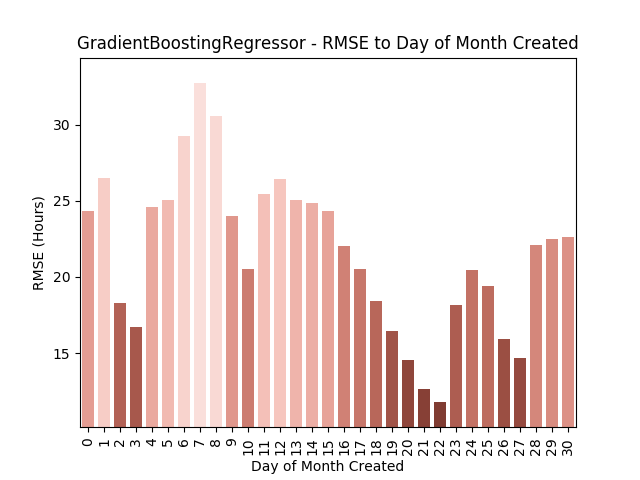 GradientBoostingRegressor - RMSE to Day of Month Created
RMSE (Hours)
30
25
20
15
0 1 2 3 4 5 6 7 8 9 10 11 12 13 14 15 16 17 18 19 20 21 22 23 24 25 26 27 28 29 30
Day of Month Created